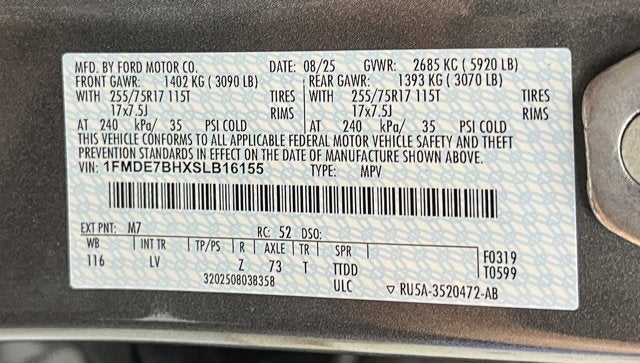 MFD. BY FORD MOTOR CO. DATE: 08/25 GVWR: 2685 KG ( 5920 LB)
FRONT GAWR: 1402 KG ( 3090 LB) REAR GAWR: 1393 KG ( 3070 LB)
WITH 255/75R17 115T TIRES WITH 255/75R17 115T TIRES
17x7.5J RIMS 17x7.5J RIMS
AT 240 kPa/ 35 PSI COLD AT 240 kPa/ 35 PSI COLD
THIS VEHICLE CONFORMS TO ALL APPLICABLE FEDERAL MOTOR VEHICLE SAFETY AND THEFT
PREVENTION STANDARDS IN EFFECT ON THE DATE OF MANUFACTURE SHOWN ABOVE.
VIN: 1FMDE7BHXSLB16155 TYPE: MPV
EXT PNT: M7 RC: 52 DSO:
WB INT TR TP/PS R AXLE TR SPR F0319
116 LV Z 73 T TTDD T0599
3202508038358 ULC ▽ RU5A-3520472-AB